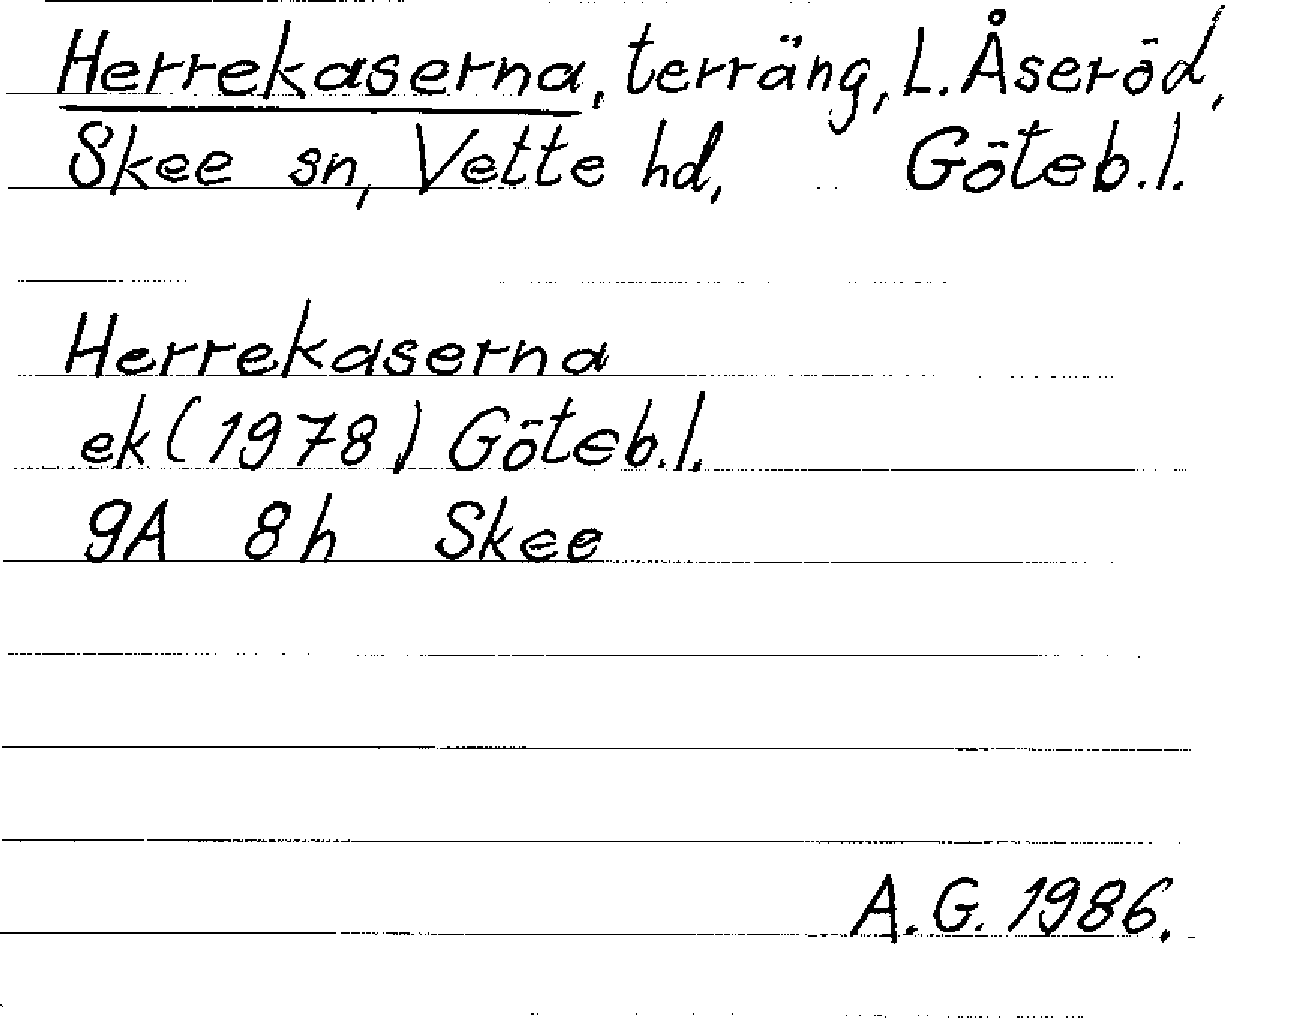 Herrekaserna, terräng, L. Åseröd,
Skee sn, Vette hd, Göteb. l.
Herrekaserna
ek (1978) Göteb. l.
9A 8h Skee
A. G. 1986.